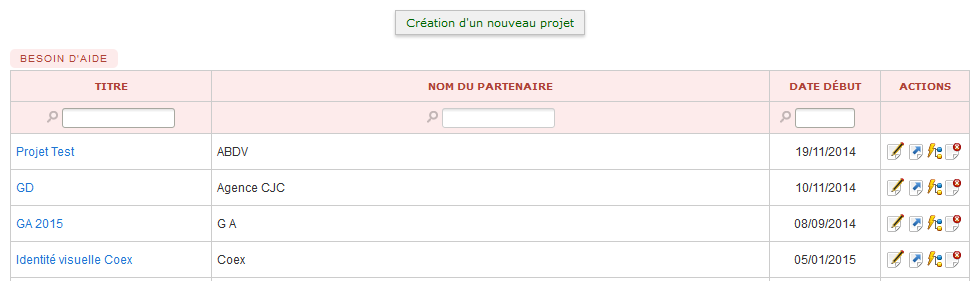 Création d'un nouveau projet
BESOIN D'AIDE
TITRE NOM DU PARTENAIRE DATE DÉBUT ACTIONS
Projet Test ABDV 19/11/2014
GD Agence CJC 10/11/2014
GA 2015 G A 08/09/2014
Identité visuelle Coex Coex 05/01/2015